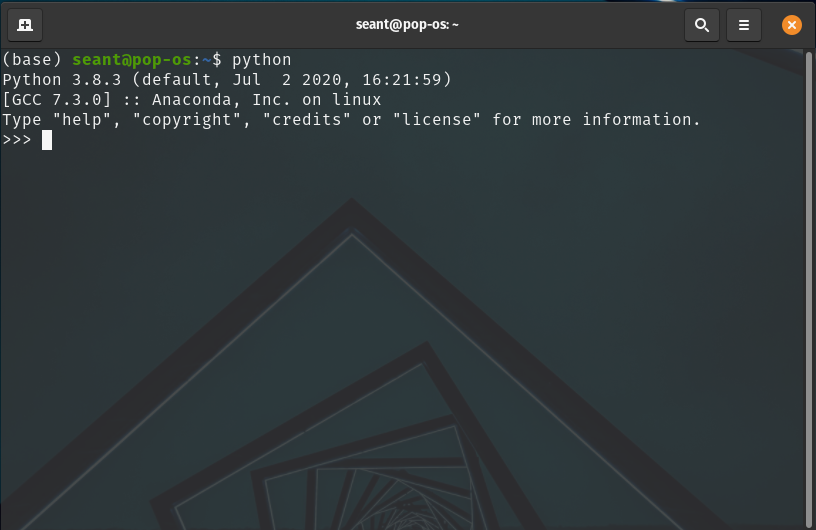 seant@pop-os: ~
(base) seant@pop-os:~$ python
Python 3.8.3 (default, Jul  2 2020, 16:21:59)
[GCC 7.3.0] :: Anaconda, Inc. on linux
Type "help", "copyright", "credits" or "license" for more information.
>>>